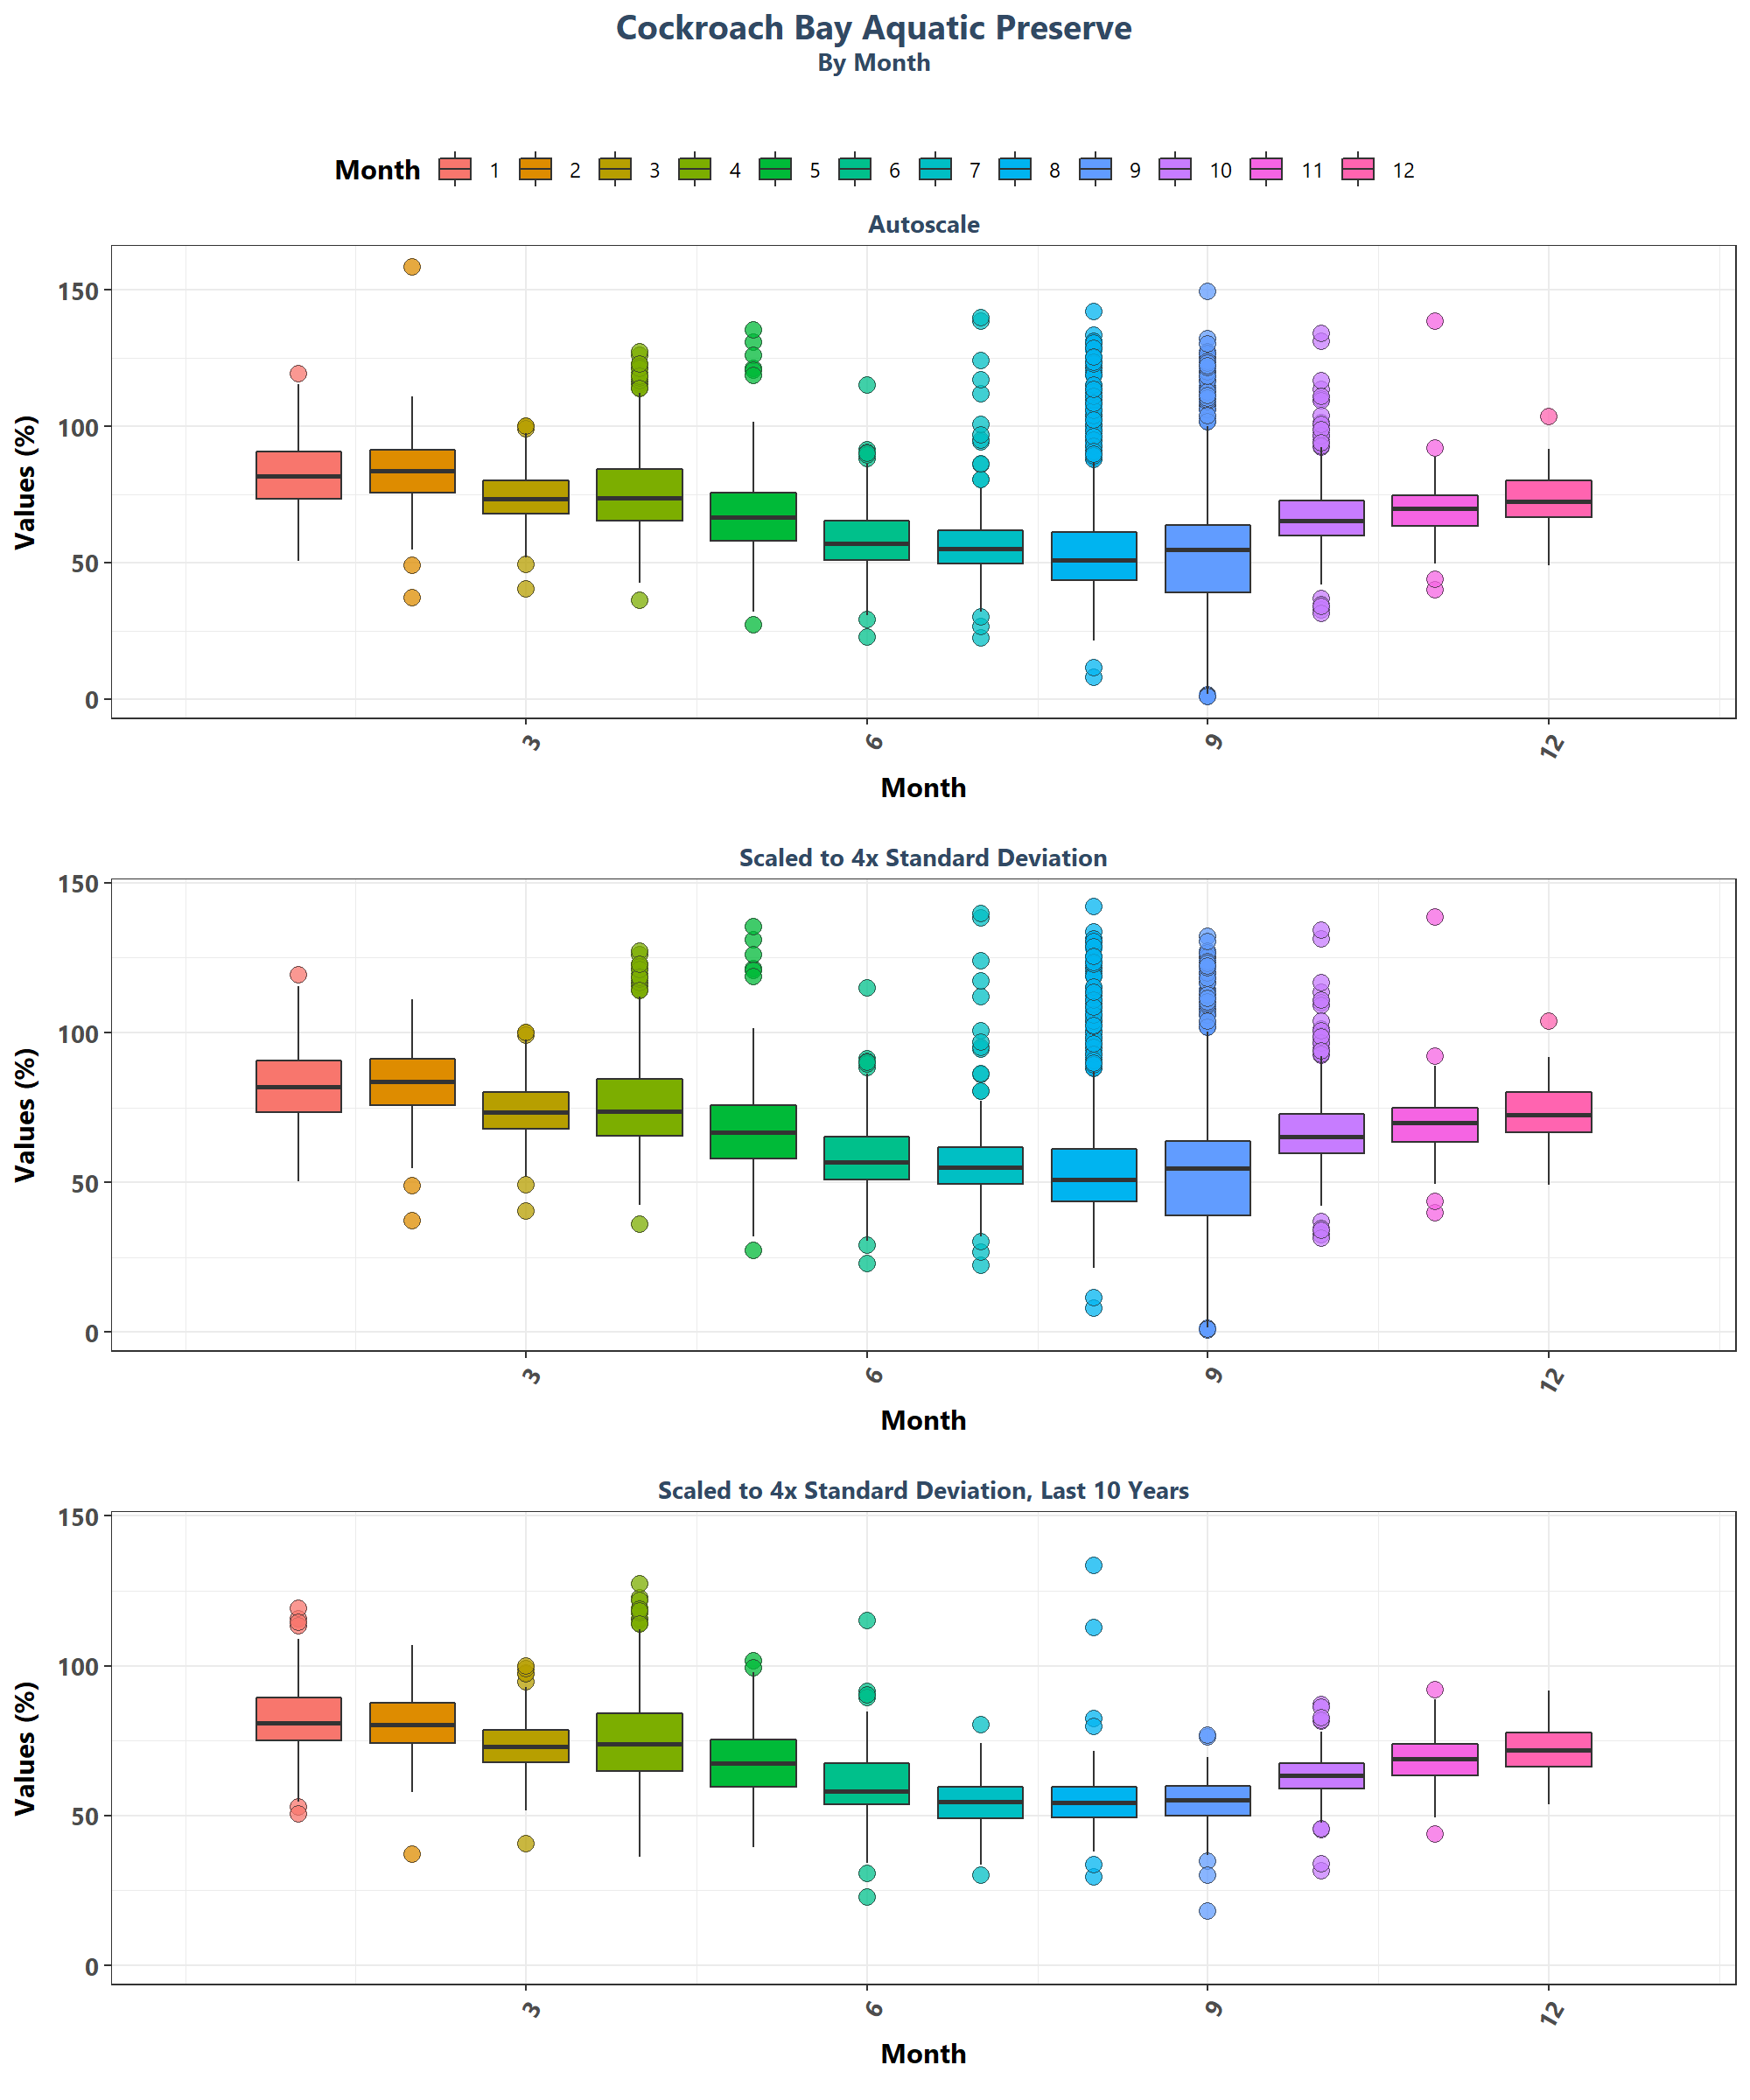 Cockroach Bay Aquatic Preserve
By Month
Month 1 2 3 4 5 6 7 8 9 10 11 12
Autoscale
Values (%)
150
100
50
0
3 6 9 12
Month
Scaled to 4x Standard Deviation
Values (%)
150
100
50
0
3 6 9 12
Month
Scaled to 4x Standard Deviation, Last 10 Years
Values (%)
150
100
50
0
3 6 9 12
Month